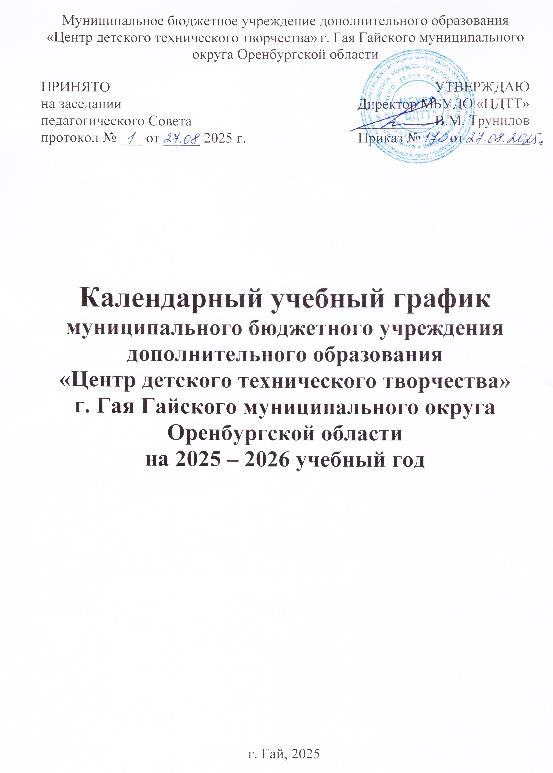 Муниципальное бюджетное учреждение дополнительного образования
«Центр детского технического творчества» г. Гая Гайского муниципального
округа Оренбургской области
ПРИНЯТО УТВЕРЖДАЮ
на заседании Директор МБУДО «ЦДТТ»
педагогического Совета В.М. Трунилов
протокол № 1 от 27.08 2025 г. Приказ № 170 от 27.08.2025г.
Календарный учебный график
муниципального бюджетного учреждения
дополнительного образования
«Центр детского технического творчества»
г. Гая Гайского муниципального округа
Оренбургской области
на 2025 – 2026 учебный год
г. Гай, 2025